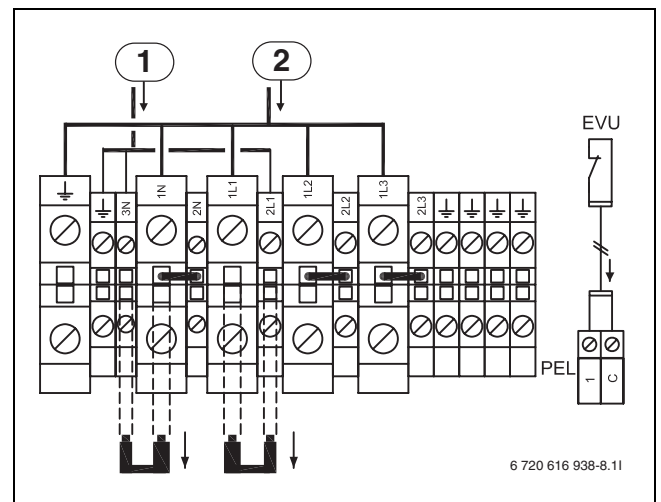 1
2
EVU
3N
1N
2N
1L1
2L1
1L2
2L2
1L3
2L3
PEL
1
C
6 720 616 938-8.1I